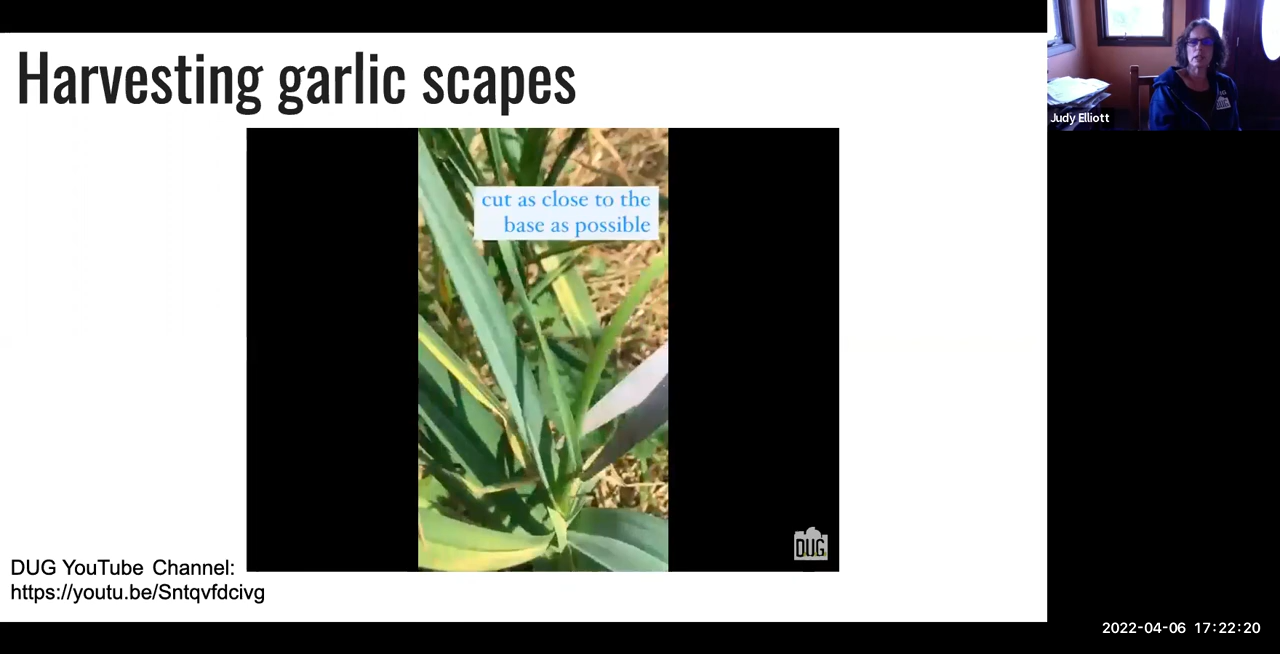 Harvesting garlic scapes
cut as close to the
base as possible
DUG
DUG YouTube Channel:
https://youtu.be/Sntqvfdcivg
Judy Elliott
DUG
2022-04-06 17:22:20